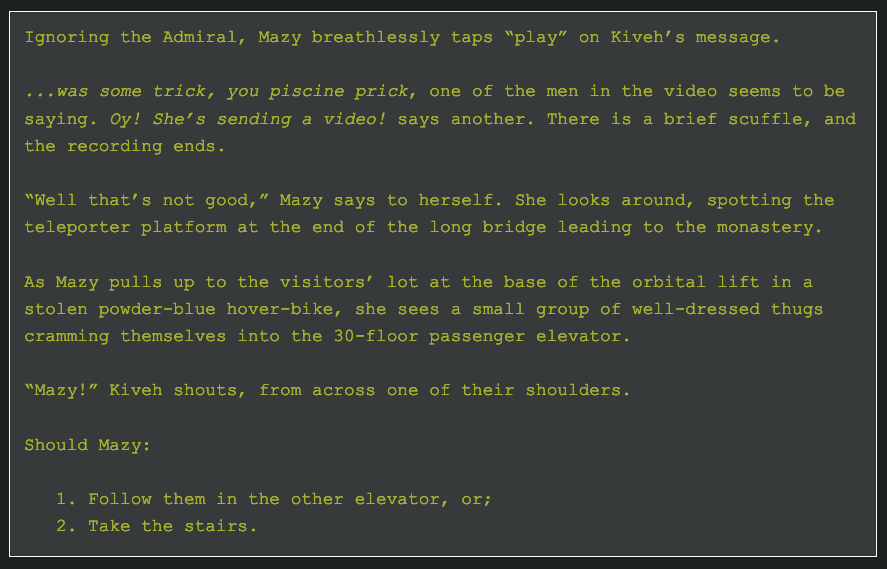 Ignoring the Admiral, Mazy breathlessly taps “play” on Kiveh’s message.
...was some trick, you piscine prick, one of the men in the video seems to be
saying. Oy! She’s sending a video! says another. There is a brief scuffle, and
the recording ends.
“Well that’s not good,” Mazy says to herself. She looks around, spotting the
teleporter platform at the end of the long bridge leading to the monastery.
As Mazy pulls up to the visitors’ lot at the base of the orbital lift in a
stolen powder-blue hover-bike, she sees a small group of well-dressed thugs
cramming themselves into the 30-floor passenger elevator.
“Mazy!” Kiveh shouts, from across one of their shoulders.
Should Mazy:
1. Follow them in the other elevator, or;
2. Take the stairs.